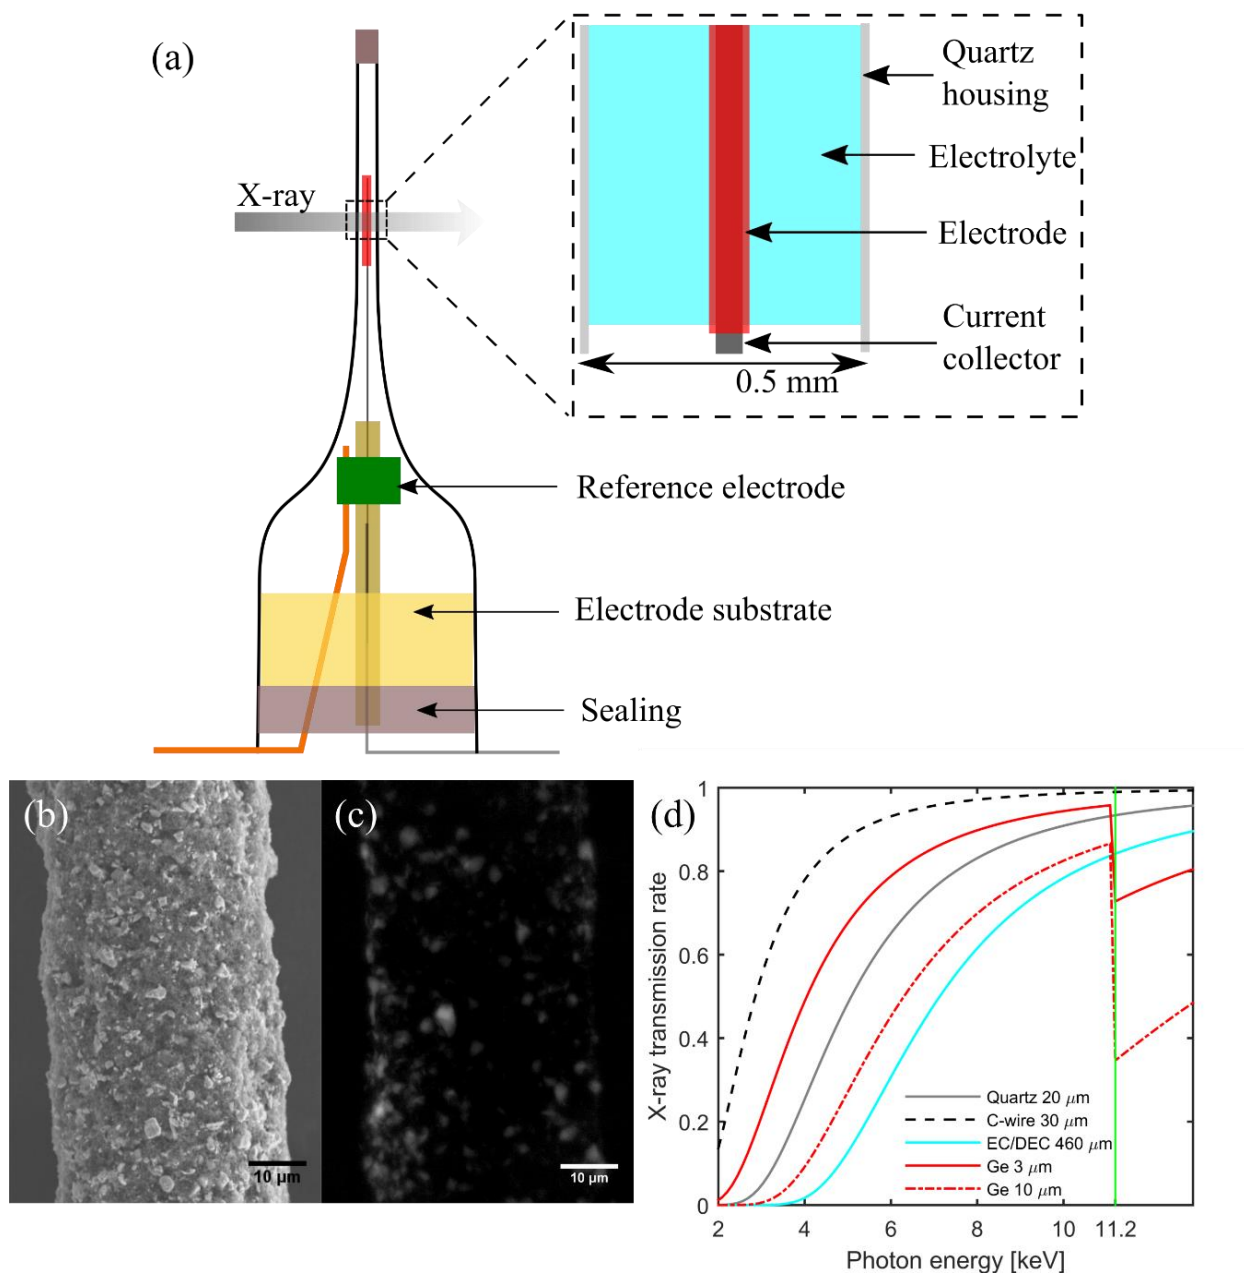 (a)
X-ray
Quartz
housing
Electrolyte
Electrode
Current
collector
0.5 mm
Reference electrode
Electrode substrate
Sealing
(b)
10 µm
(c)
10 µm
(d)
X-ray transmission rate
1
0.8
0.6
0.4
0.2
0
Quartz 20 µm
C-wire 30 µm
EC/DEC 460 µm
Ge 3 µm
Ge 10 µm
2 4 6 8 10 11.2
Photon energy [keV]